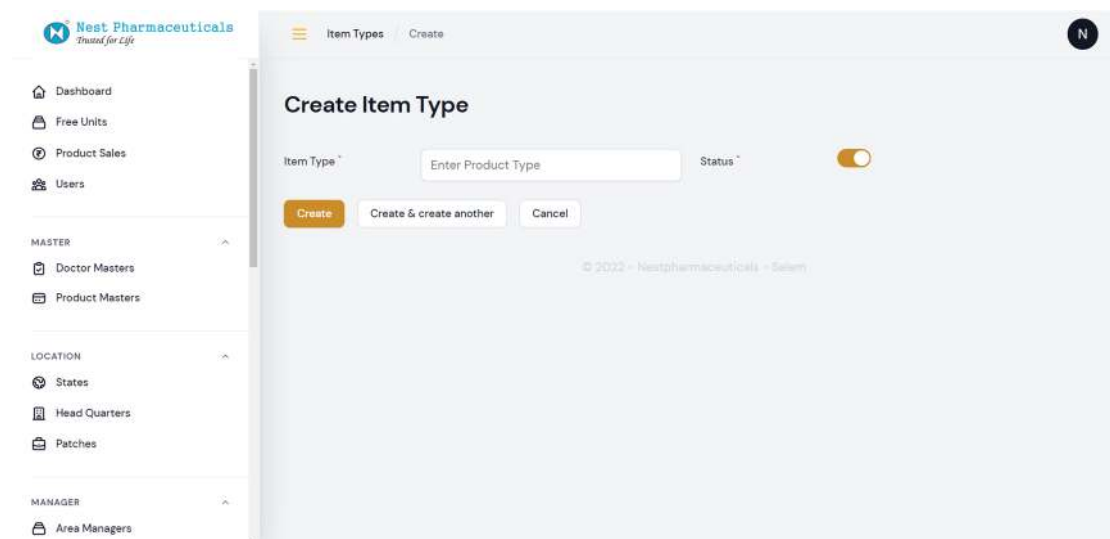 Nest Pharmaceuticals
Trusted for Life
Item Types / Create
N
Dashboard
Free Units
Product Sales
Users
MASTER
Doctor Masters
Product Masters
LOCATION
States
Head Quarters
Patches
MANAGER
Area Managers
Create Item Type
Item Type *
Enter Product Type
Status *
Create
Create & create another
Cancel
© 2022 - Nestpharmaceuticals - Salem